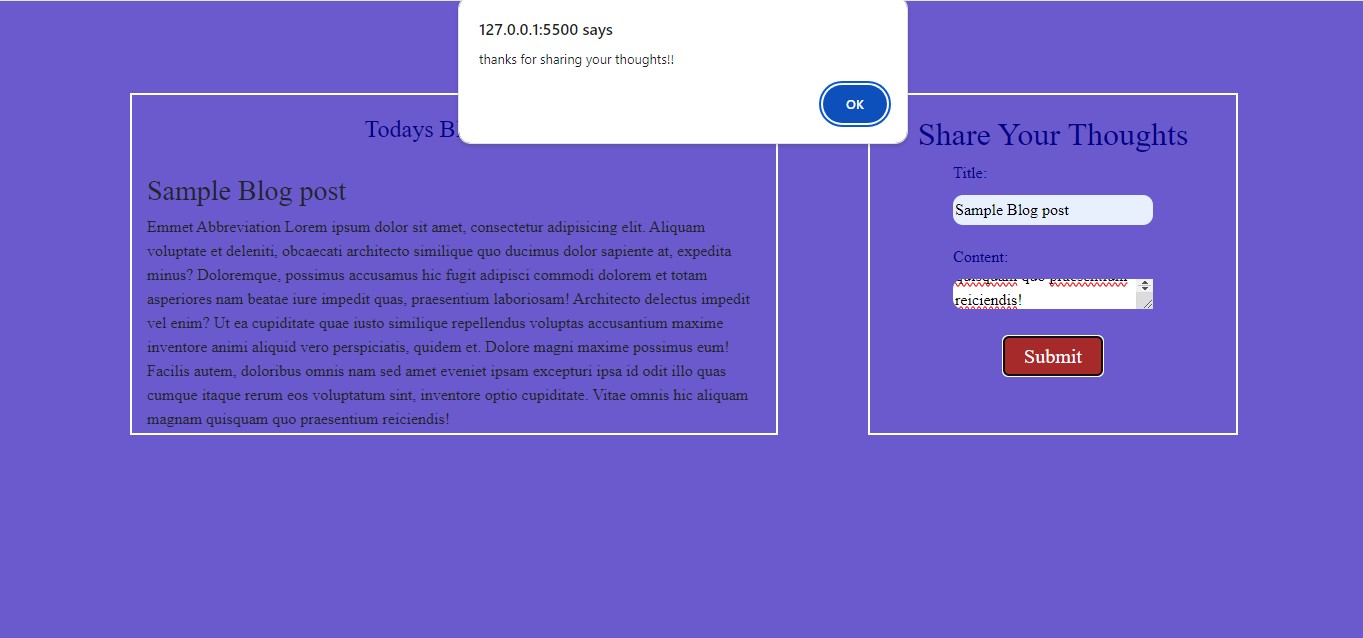 127.0.0.1:5500 says
thanks for sharing your thoughts!!
OK
Todays
Sample Blog post
Emmet Abbreviation Lorem ipsum dolor sit amet, consectetur adipisicing elit. Aliquam
voluptate et deleniti, obcaecati architecto similique quo ducimus dolor sapiente at, expedita
minus? Doloremque, possimus accusamus hic fugit adipisci commodi dolorem et totam
asperiores nam beatae iure impedit quas, praesentium laboriosam! Architecto delectus impedit
vel enim? Ut ea cupiditate quae iusto similique repellendus voluptas accusantium maxime
inventore animi aliquid vero perspiciatis, quidem et. Dolore magni maxime possimus eum!
Facilis autem, doloribus omnis nam sed amet eveniet ipsam excepturi ipsa id odit illo quas
cumque itaque rerum eos voluptatum sint, inventore optio cupiditate. Vitae omnis hic aliquam
magnam quisquam quo praesentium reiciendis!
Share Your Thoughts
Title:
Sample Blog post
Content:
quisquam quo praesentium
reiciendis!
Submit